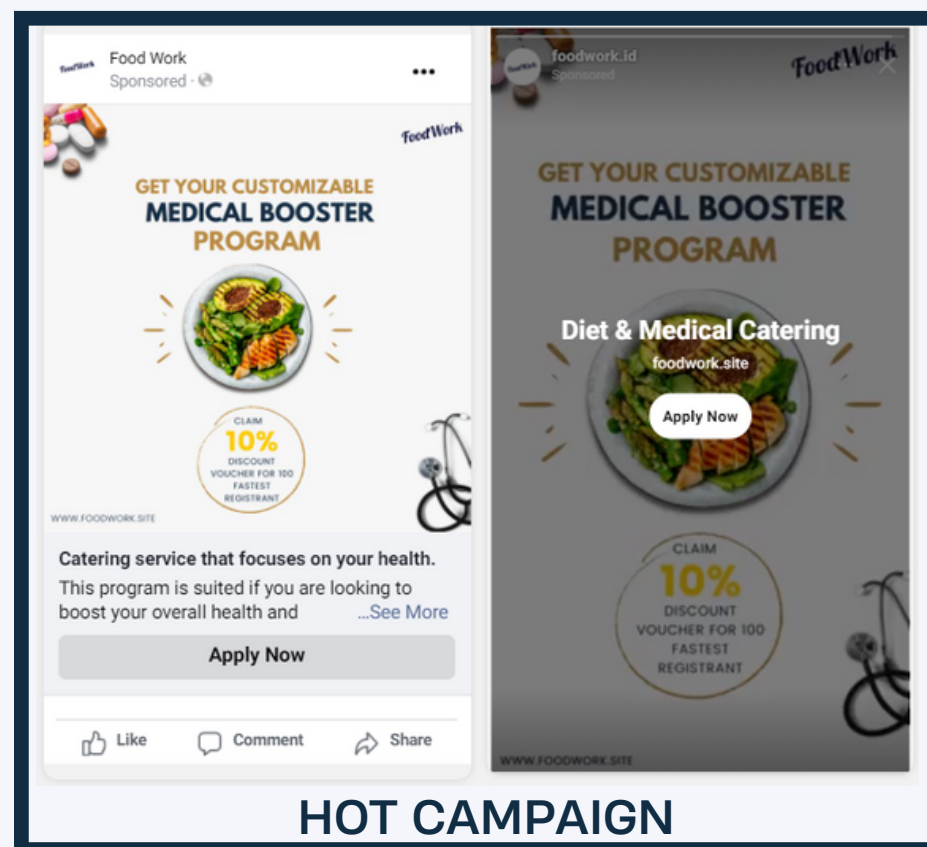 Food Work
Sponsored ·
FoodWork
FoodWork
GET YOUR CUSTOMIZABLE
MEDICAL BOOSTER
PROGRAM
CLAIM
10%
DISCOUNT
VOUCHER FOR 100
FASTEST
REGISTRANT
WWW.FOODWORK.SITE
Catering service that focuses on your health.
This program is suited if you are looking to
boost your overall health and ...See More
Apply Now
Like Comment Share
foodwork.id
Sponsored
FoodWork
FoodWork
GET YOUR CUSTOMIZABLE
MEDICAL BOOSTER
PROGRAM
Diet & Medical Catering
foodwork.site
Apply Now
CLAIM
10%
DISCOUNT
VOUCHER FOR 100
FASTEST
REGISTRANT
WWW.FOODWORK.SITE
HOT CAMPAIGN